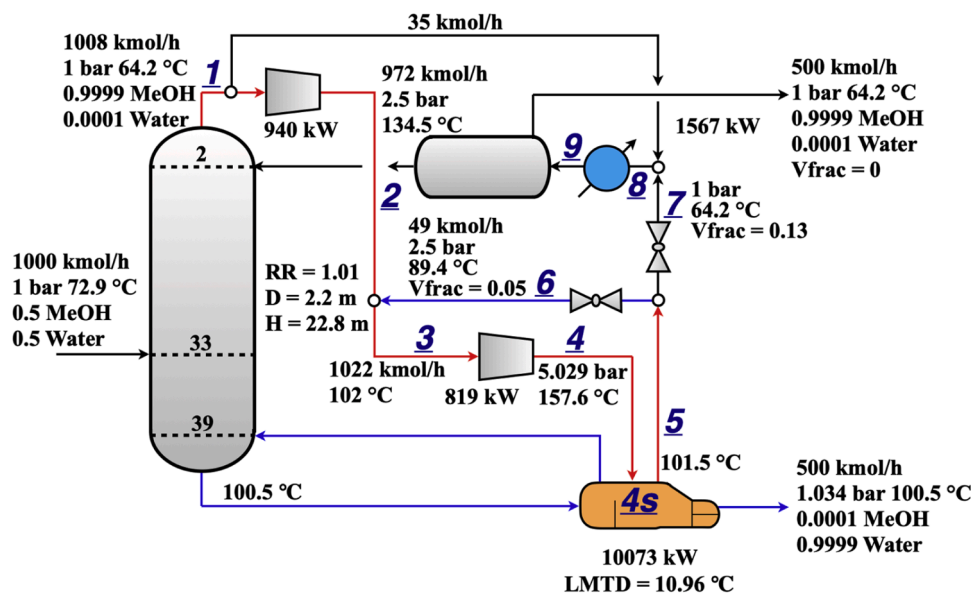 35 kmol/h
1008 kmol/h
1 bar 64.2 °C
0.9999 MeOH
0.0001 Water
1
940 kW
972 kmol/h
2.5 bar
134.5 °C
500 kmol/h
1 bar 64.2 °C
0.9999 MeOH
0.0001 Water
Vfrac = 0
1567 kW
2
9
8
7
1 bar
64.2 °C
Vfrac = 0.13
2
49 kmol/h
2.5 bar
89.4 °C
Vfrac = 0.05
6
1000 kmol/h
1 bar 72.9 °C
0.5 MeOH
0.5 Water
RR = 1.01
D = 2.2 m
H = 22.8 m
33
3
1022 kmol/h
102 °C
819 kW
4
5.029 bar
157.6 °C
5
101.5 °C
39
100.5 °C
4s
500 kmol/h
1.034 bar 100.5 °C
0.0001 MeOH
0.9999 Water
10073 kW
LMTD = 10.96 °C